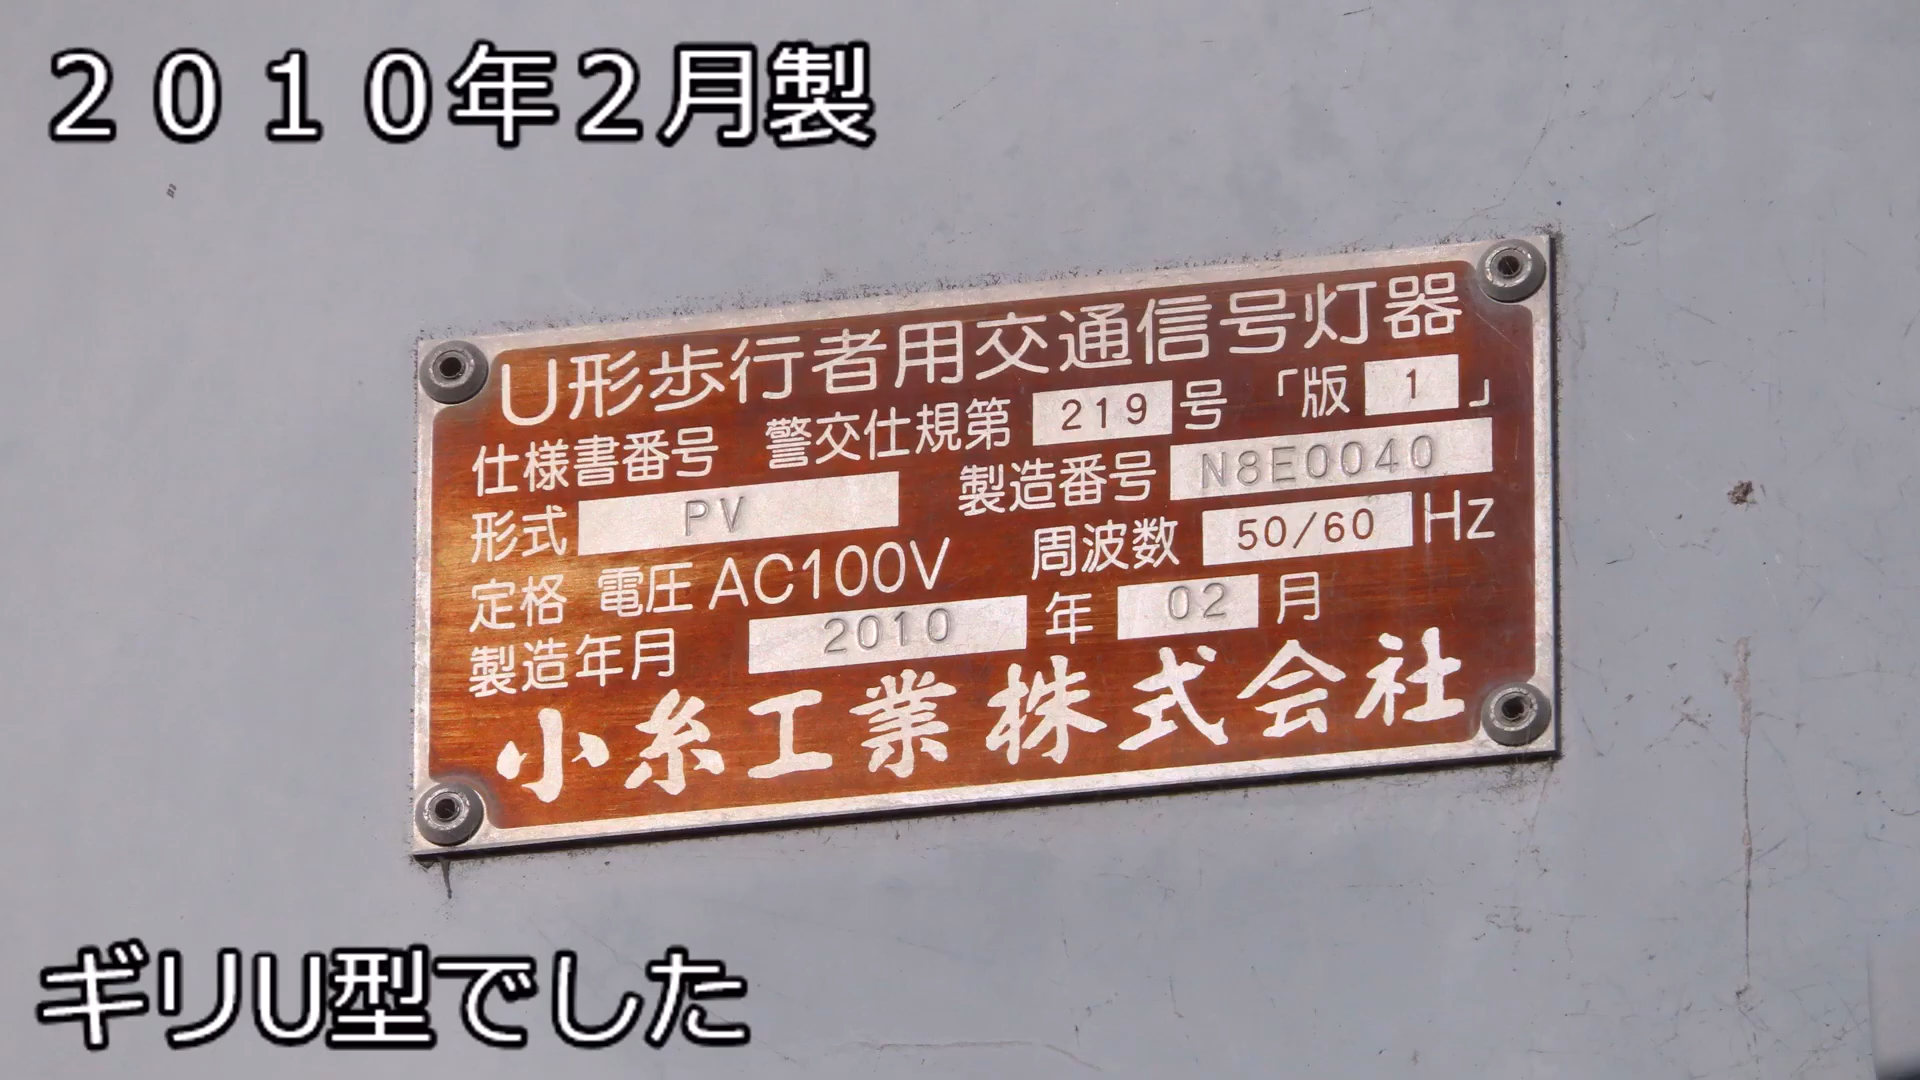 ２０１０年２月製
U形歩行者用交通信号灯器
仕様書番号 警交仕規第 219 号 「版 1 」
形式 PV 製造番号 N8E0040
定格 電圧 AC100V 周波数 50/60 Hz
製造年月 2010 年 02 月
小糸工業株式会社
ギリU型でした